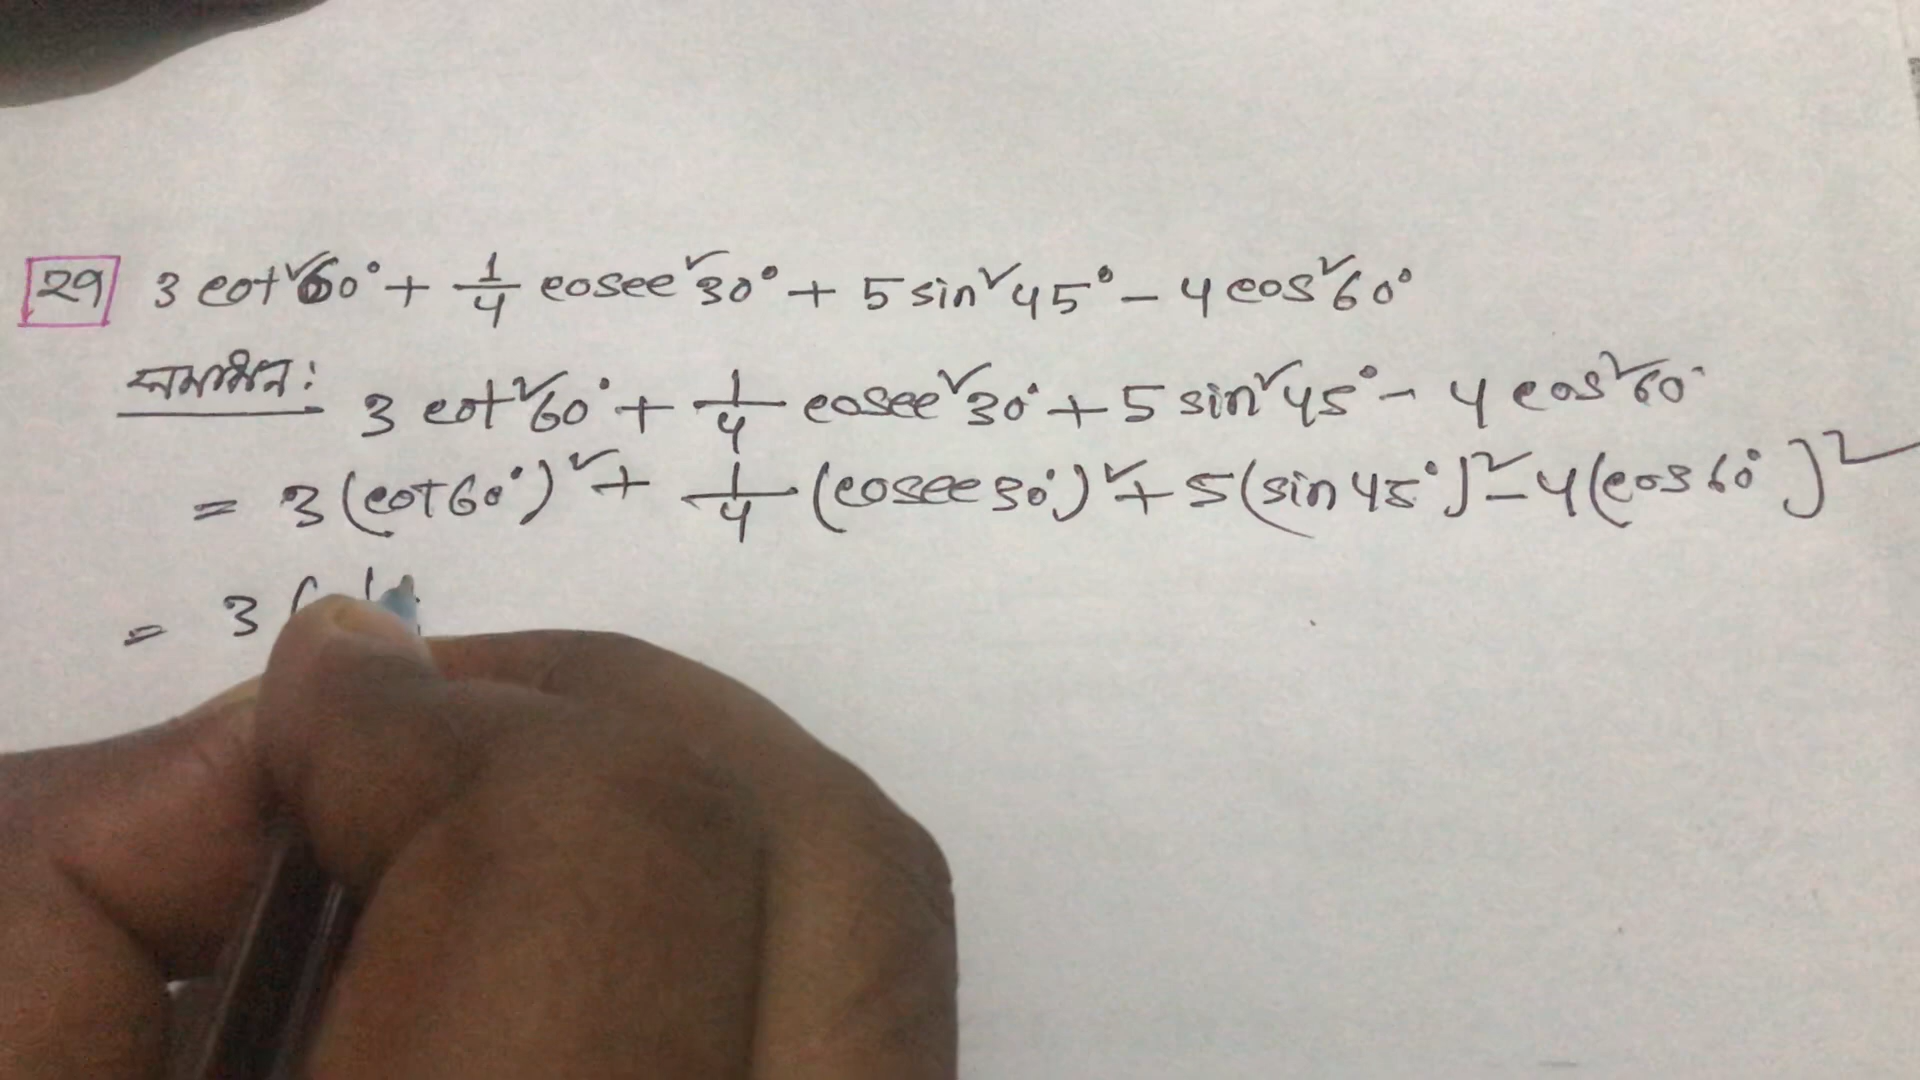 29 3 cot²60° + 1/4 cosec²30° + 5 sin²45° - 4 cos²60°
সমাধান: 3 cot²60° + 1/4 cosec²30° + 5 sin²45° - 4 cos²60°
= 3 (cot60°)² + 1/4 (cosec30°)² + 5 (sin45°)² - 4 (cos60°)²
= 3 (